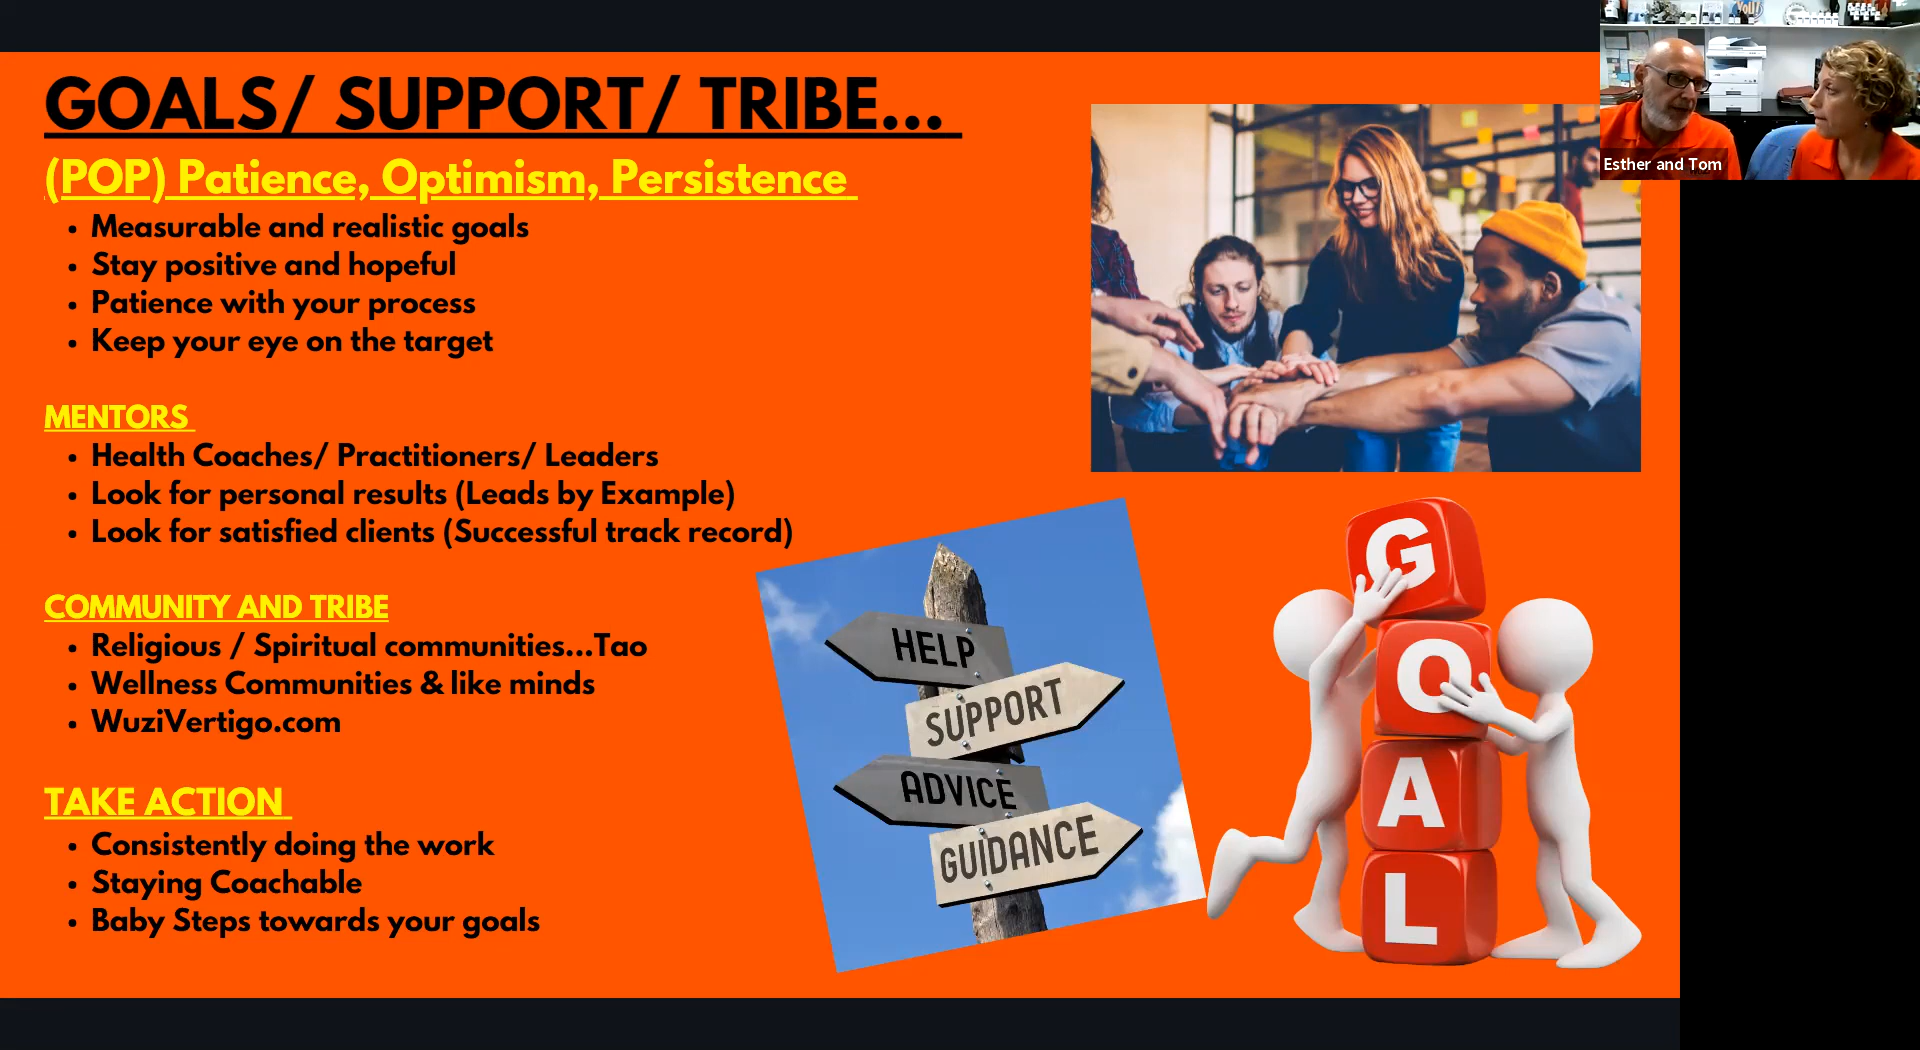 GOALS/ SUPPORT/ TRIBE...
(POP) Patience, Optimism, Persistence
• Measurable and realistic goals
• Stay positive and hopeful
• Patience with your process
• Keep your eye on the target
MENTORS
• Health Coaches/ Practitioners/ Leaders
• Look for personal results (Leads by Example)
• Look for satisfied clients (Successful track record)
COMMUNITY AND TRIBE
• Religious / Spiritual communities...Tao
• Wellness Communities & like minds
• WuziVertigo.com
TAKE ACTION
• Consistently doing the work
• Staying Coachable
• Baby Steps towards your goals
HELP
SUPPORT
ADVICE
GUIDANCE
G
O
A
L
Esther and Tom